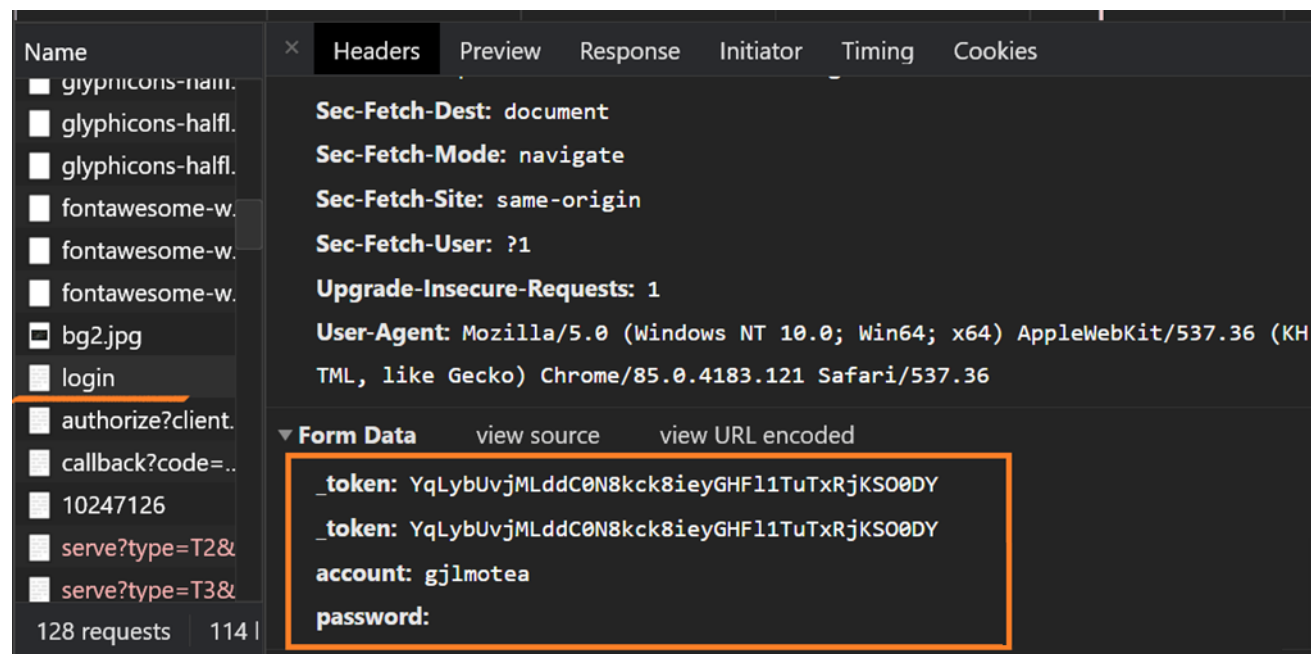 Name
× Headers Preview Response Initiator Timing Cookies
glyphicons-halfl.
glyphicons-halfl.
fontawesome-w.
fontawesome-w.
fontawesome-w.
bg2.jpg
login
authorize?client.
callback?code=..
10247126
serve?type=T2&
serve?type=T3&
128 requests
Sec-Fetch-Dest: document
Sec-Fetch-Mode: navigate
Sec-Fetch-Site: same-origin
Sec-Fetch-User: ?1
Upgrade-Insecure-Requests: 1
User-Agent: Mozilla/5.0 (Windows NT 10.0; Win64; x64) AppleWebKit/537.36 (KH
TML, like Gecko) Chrome/85.0.4183.121 Safari/537.36
Form Data view source view URL encoded
_token: YqLybUvjMLddC0N8kck8ieyGHFl1TuTxRjKSO0DY
_token: YqLybUvjMLddC0N8kck8ieyGHFl1TuTxRjKSO0DY
account: gjlmotea
password: